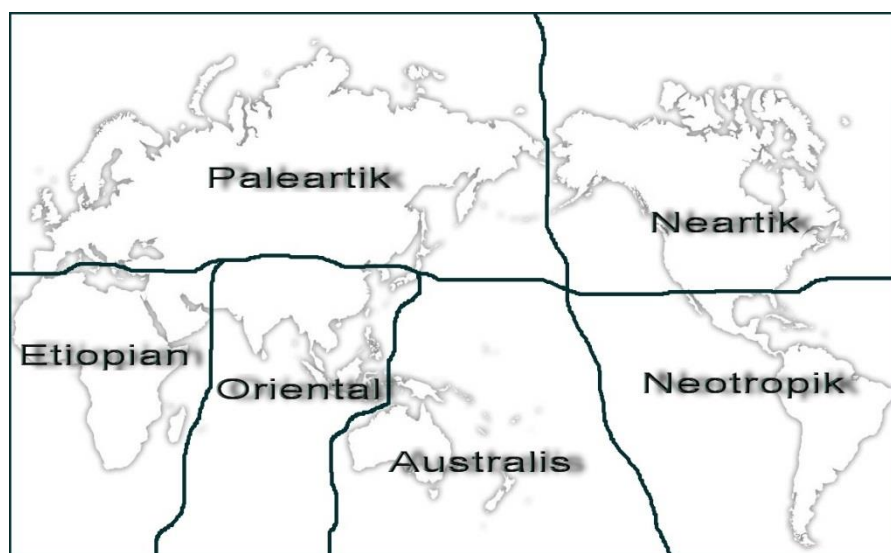 Paleartik
Neartik
Etiopian
Oriental
Neotropik
Australis